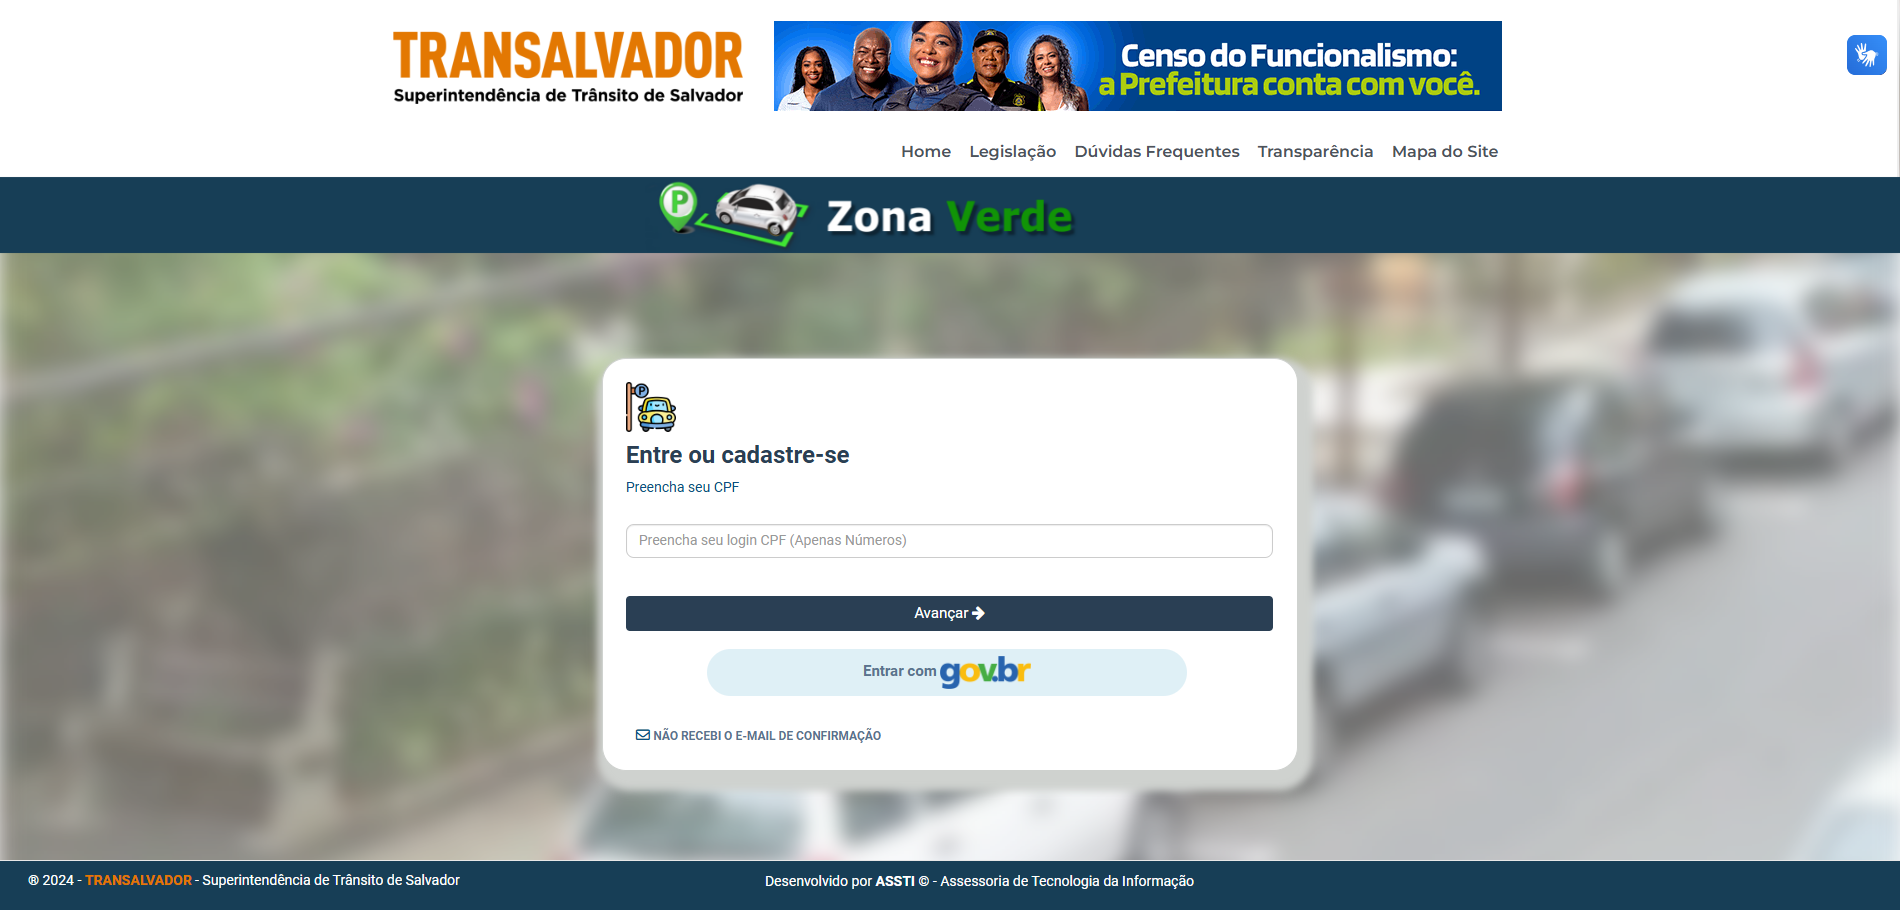 TRANSALVADOR
Superintendência de Trânsito de Salvador
Censo do Funcionalismo:
a Prefeitura conta com você.
Home Legislação Dúvidas Frequentes Transparência Mapa do Site
P Zona Verde
P
Entre ou cadastre-se
Preencha seu CPF
Preencha seu login CPF (Apenas Números)
Avançar
Entrar com gov.br
NÃO RECEBI O E-MAIL DE CONFIRMAÇÃO
® 2024 - TRANSALVADOR - Superintendência de Trânsito de Salvador
Desenvolvido por ASSTI © - Assessoria de Tecnologia da Informação